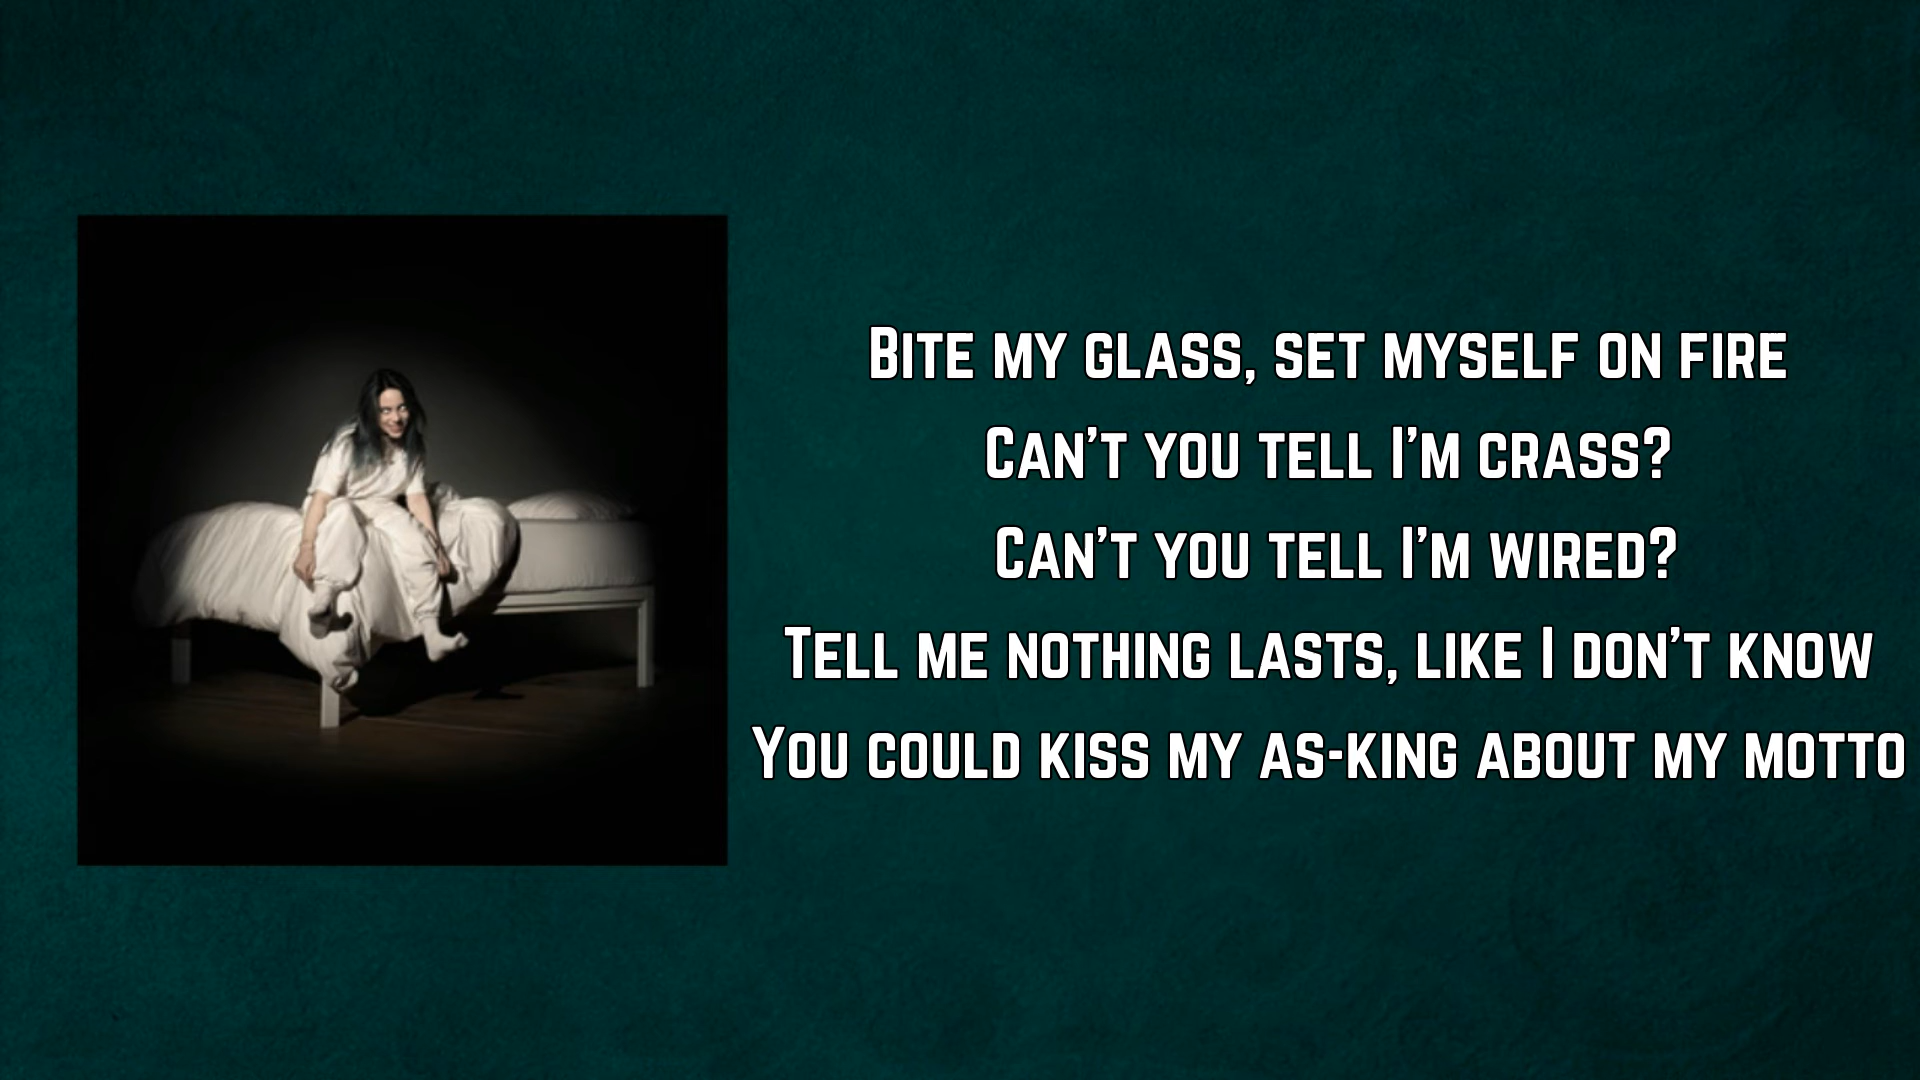 Bite my glass, set myself on fire
Can't you tell I'm crass?
Can't you tell I'm wired?
Tell me nothing lasts, like I don't know
You could kiss my as-king about my motto